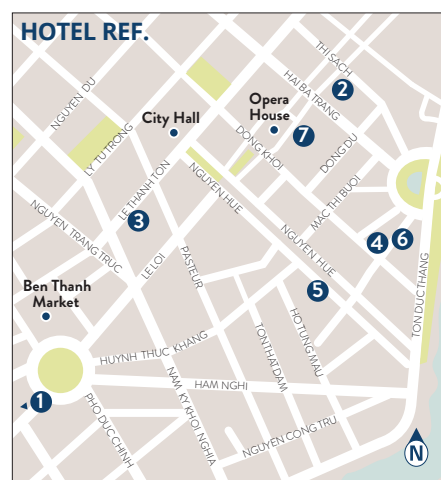 HOTEL REF.
THI SACH
2
HAI BA TRANG
NGUYEN DU
Opera
House
City Hall
7
DONG KHOI
DONG DU
LY TU TRONG
LE THANH TON
NGUYEN HUE
MAC THI BUOI
NGUYEN TRANG TRUC
3
4
6
NGUYEN HUE
LE LOI
PASTEUR
TON DUC THANG
Ben Thanh
Market
5
HUYNH THUC KHANG
TON THAT DAM
HO TUNG MAU
1
HAM NGHI
PHO DUC CHINH
NAM KY KHOI NGHIA
NGUYEN CONG TRU
N